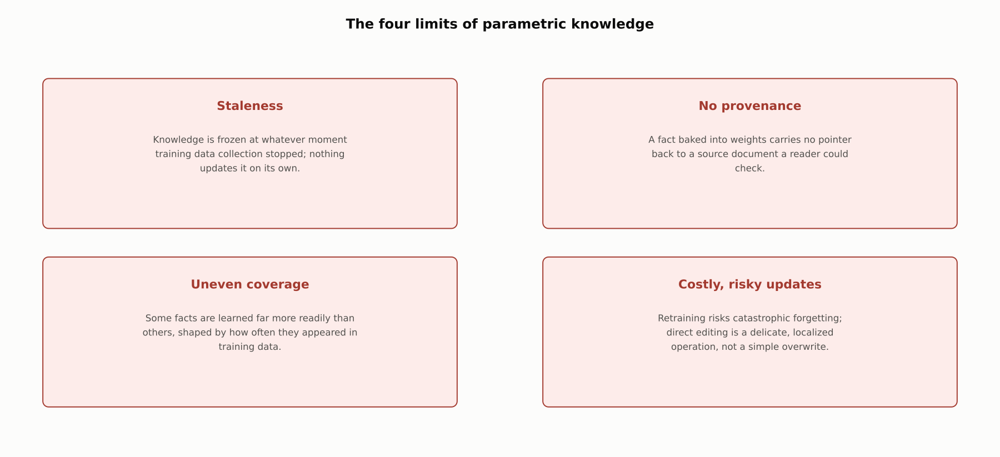 The four limits of parametric knowledge
Staleness
Knowledge is frozen at whatever moment
training data collection stopped; nothing
updates it on its own.
No provenance
A fact baked into weights carries no pointer
back to a source document a reader could
check.
Uneven coverage
Some facts are learned far more readily than
others, shaped by how often they appeared in
training data.
Costly, risky updates
Retraining risks catastrophic forgetting;
direct editing is a delicate, localized
operation, not a simple overwrite.